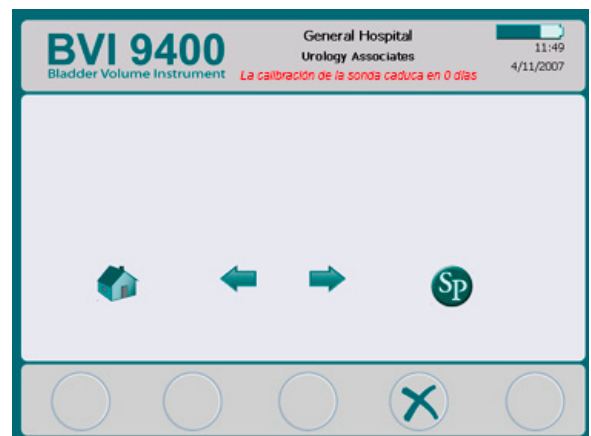 BVI 9400
Bladder Volume Instrument
General Hospital
Urology Associates
La calibración de la sonda caduca en 0 días
11:49
4/11/2007
SP